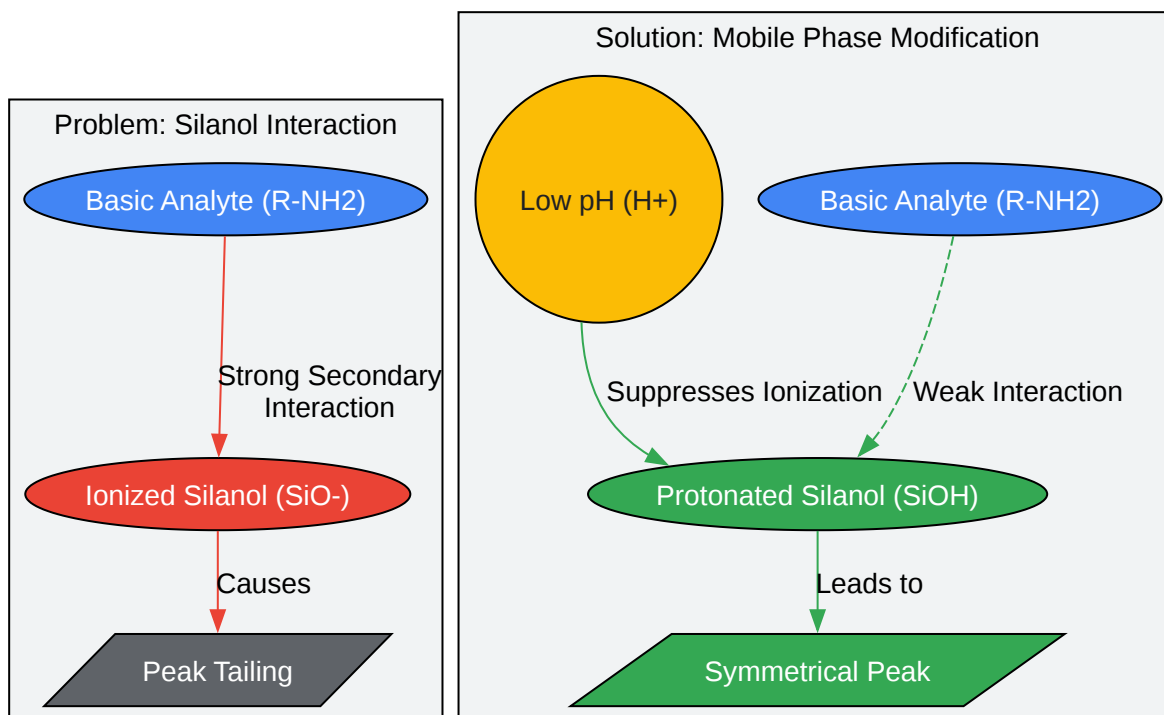 Problem: Silanol Interaction
Basic Analyte (R-NH2)
Strong Secondary
Interaction
Ionized Silanol (SiO-)
Causes
Peak Tailing
Solution: Mobile Phase Modification
Low pH (H+)
Basic Analyte (R-NH2)
Suppresses Ionization
Weak Interaction
Protonated Silanol (SiOH)
Leads to
Symmetrical Peak